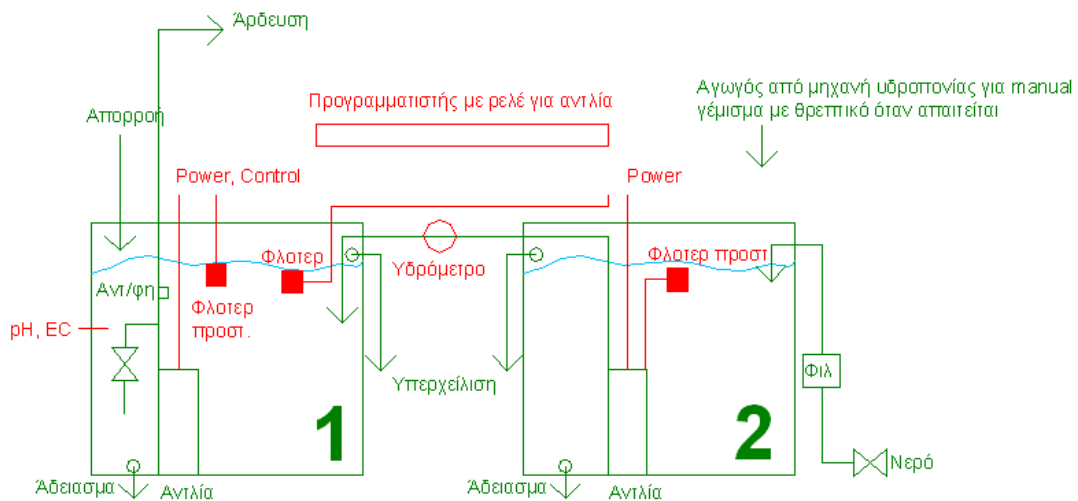 Άρδευση
Αγωγός από μηχανή υδροπονίας για manual
γέμισμα με θρεπτικό όταν απαιτείται
Προγραμματιστής με ρελέ για αντλία
Απορροή
Power, Control
Power
Φλοτερ
Φλοτερ προστ.
Υδρόμετρο
Αντ/φη
Φλοτερ
προστ.
pH, EC
Υπερχείλιση
Φιλ
1
2
Νερό
Άδειασμα
Αντλία
Άδειασμα
Αντλία